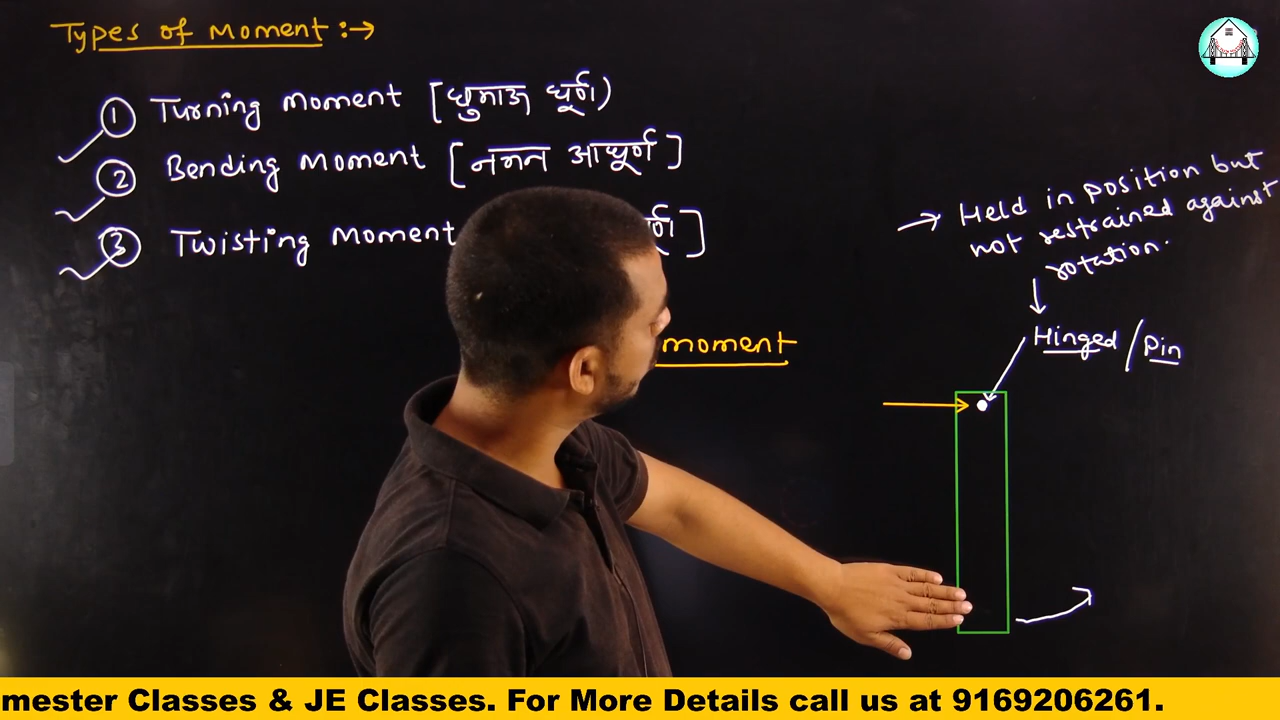 Types of Moment :→
① Turning Moment [घुमाऊ घूर्ण)
② Bending Moment [नमन आघूर्ण]
③ Twisting Moment
moment
→ Held in position but
not restrained against
rotation.
Hinged / Pin
mester Classes & JE Classes. For More Details call us at 9169206261.